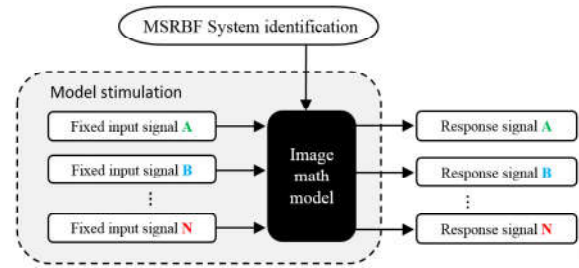 MSRBF System identification
Model stimulation
Fixed input signal A
Response signal A
Image
math
model
Fixed input signal B
Response signal B
⋮
⋮
Fixed input signal N
Response signal N